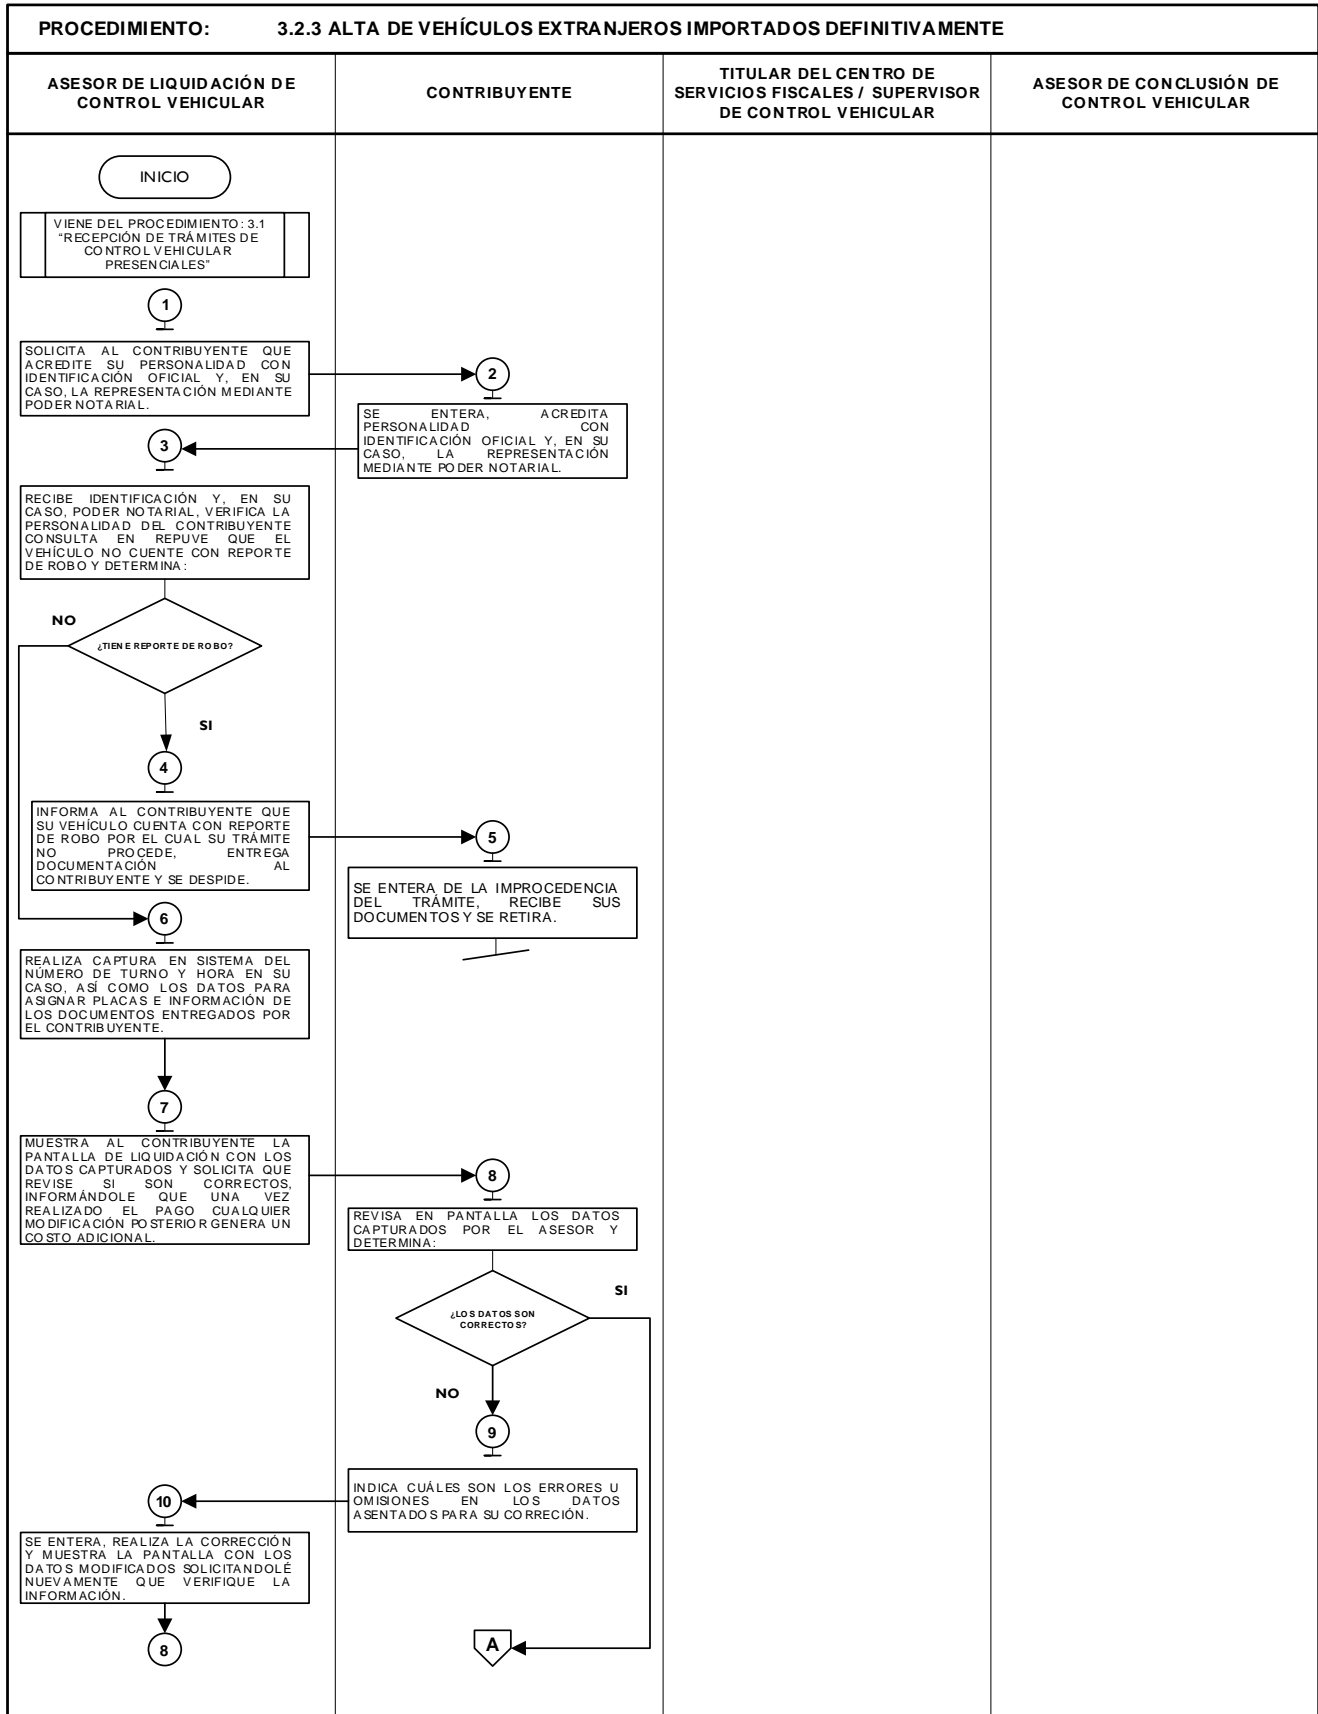 PROCEDIMIENTO: 3.2.3 ALTA DE VEHÍCULOS EXTRANJEROS IMPORTADOS DEFINITIVAMENTE
ASESOR DE LIQUIDACIÓN DE
CONTROL VEHICULAR
CONTRIBUYENTE
TITULAR DEL CENTRO DE
SERVICIOS FISCALES / SUPERVISOR
DE CONTROL VEHICULAR
ASESOR DE CONCLUSIÓN DE
CONTROL VEHICULAR
INICIO
VIENE DEL PROCEDIMIENTO: 3.1
“RECEPCIÓN DE TRÁMITES DE
CONTROL VEHICULAR
PRESENCIALES”
1
SOLICITA AL CONTRIBUYENTE QUE
ACREDITE SU PERSONALIDAD CON
IDENTIFICACIÓN OFICIAL Y, EN SU
CASO, LA REPRESENTACIÓN MEDIANTE
PODER NOTARIAL.
2
SE ENTERA, ACREDITA
PERSONALIDAD CON
IDENTIFICACIÓN OFICIAL Y, EN SU
CASO, LA REPRESENTACIÓN
MEDIANTE PODER NOTARIAL.
3
RECIBE IDENTIFICACIÓN Y, EN SU
CASO, PODER NOTARIAL, VERIFICA LA
PERSONALIDAD DEL CONTRIBUYENTE
CONSULTA EN REPUVE QUE EL
VEHÍCULO NO CUENTE CON REPORTE
DE ROBO Y DETERMINA:
NO
¿TIENE REPORTE DE ROBO?
SI
4
INFORMA AL CONTRIBUYENTE QUE
SU VEHÍCULO CUENTA CON REPORTE
DE ROBO POR EL CUAL SU TRÁMITE
NO PROCEDE, ENTREGA
DOCUMENTACIÓN AL
CONTRIBUYENTE Y SE DESPIDE.
5
SE ENTERA DE LA IMPROCEDENCIA
DEL TRÁMITE, RECIBE SUS
DOCUMENTOS Y SE RETIRA.
6
REALIZA CAPTURA EN SISTEMA DEL
NÚMERO DE TURNO Y HORA EN SU
CASO, ASÍ COMO LOS DATOS PARA
ASIGNAR PLACAS E INFORMACIÓN DE
LOS DOCUMENTOS ENTREGADOS POR
EL CONTRIBUYENTE.
7
MUESTRA AL CONTRIBUYENTE LA
PANTALLA DE LIQUIDACIÓN CON LOS
DATOS CAPTURADOS Y SOLICITA QUE
REVISE SI SON CORRECTOS,
INFORMÁNDOLE QUE UNA VEZ
REALIZADO EL PAGO CUALQUIER
MODIFICACIÓN POSTERIOR GENERA UN
COSTO ADICIONAL.
8
REVISA EN PANTALLA LOS DATOS
CAPTURADOS POR EL ASESOR Y
DETERMINA:
SI
¿LOS DATOS SON
CORRECTOS?
NO
9
INDICA CUÁLES SON LOS ERRORES U
OMISIONES EN LOS DATOS
ASENTADOS PARA SU CORRECIÓN.
10
SE ENTERA, REALIZA LA CORRECCIÓN
Y MUESTRA LA PANTALLA CON LOS
DATOS MODIFICADOS SOLICITANDOLÉ
NUEVAMENTE QUE VERIFIQUE LA
INFORMACIÓN.
8
A